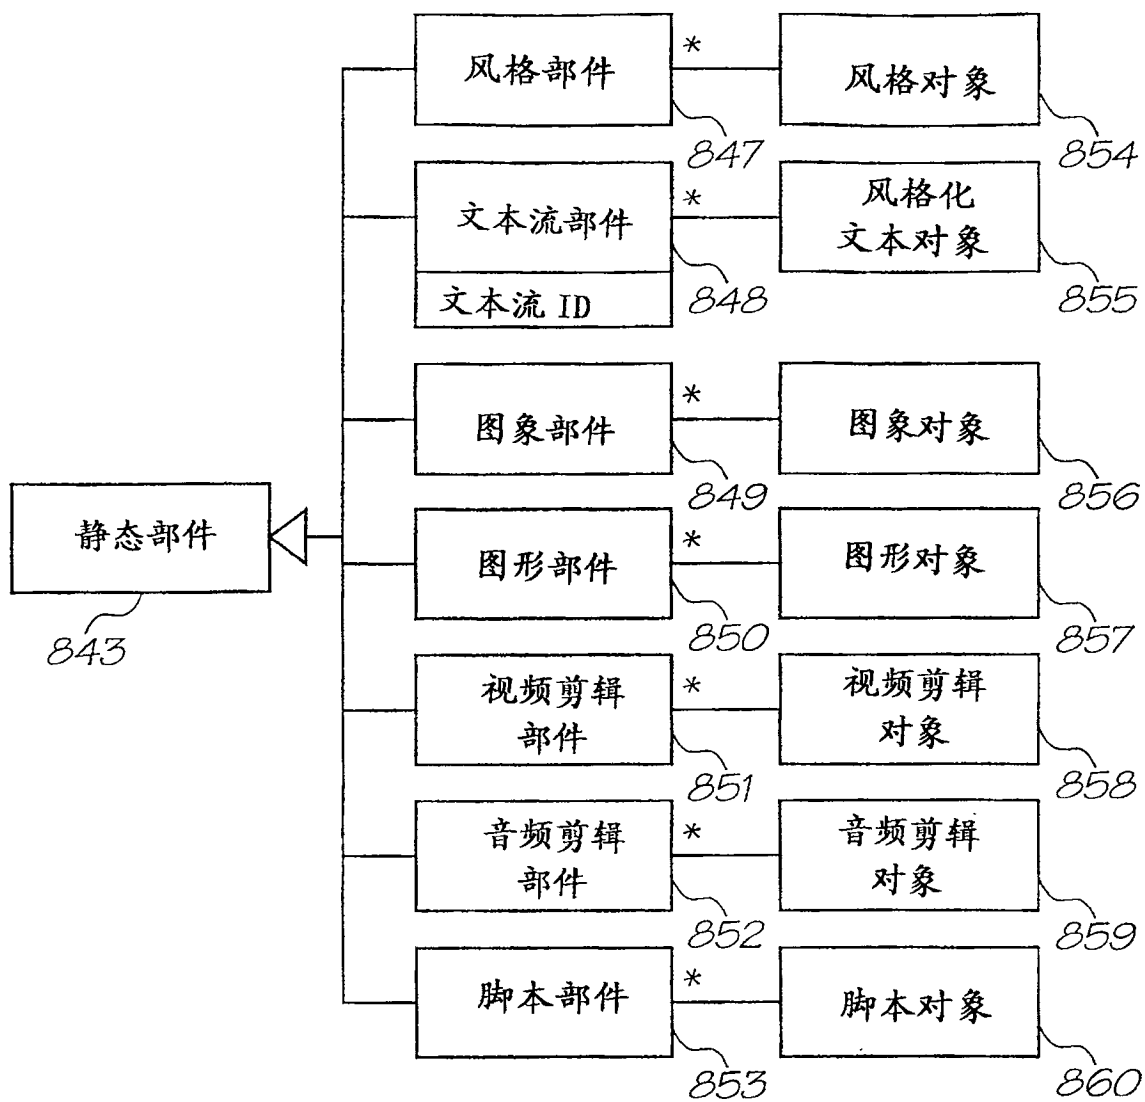 风格部件
*
风格对象
847
854
文本流部件
*
风格化
文本对象
848
855
文本流 ID
图象部件
*
图象对象
849
856
静态部件
843
图形部件
*
图形对象
850
857
视频剪辑
部件
*
视频剪辑
对象
851
858
音频剪辑
部件
*
音频剪辑
对象
852
859
脚本部件
*
脚本对象
853
860